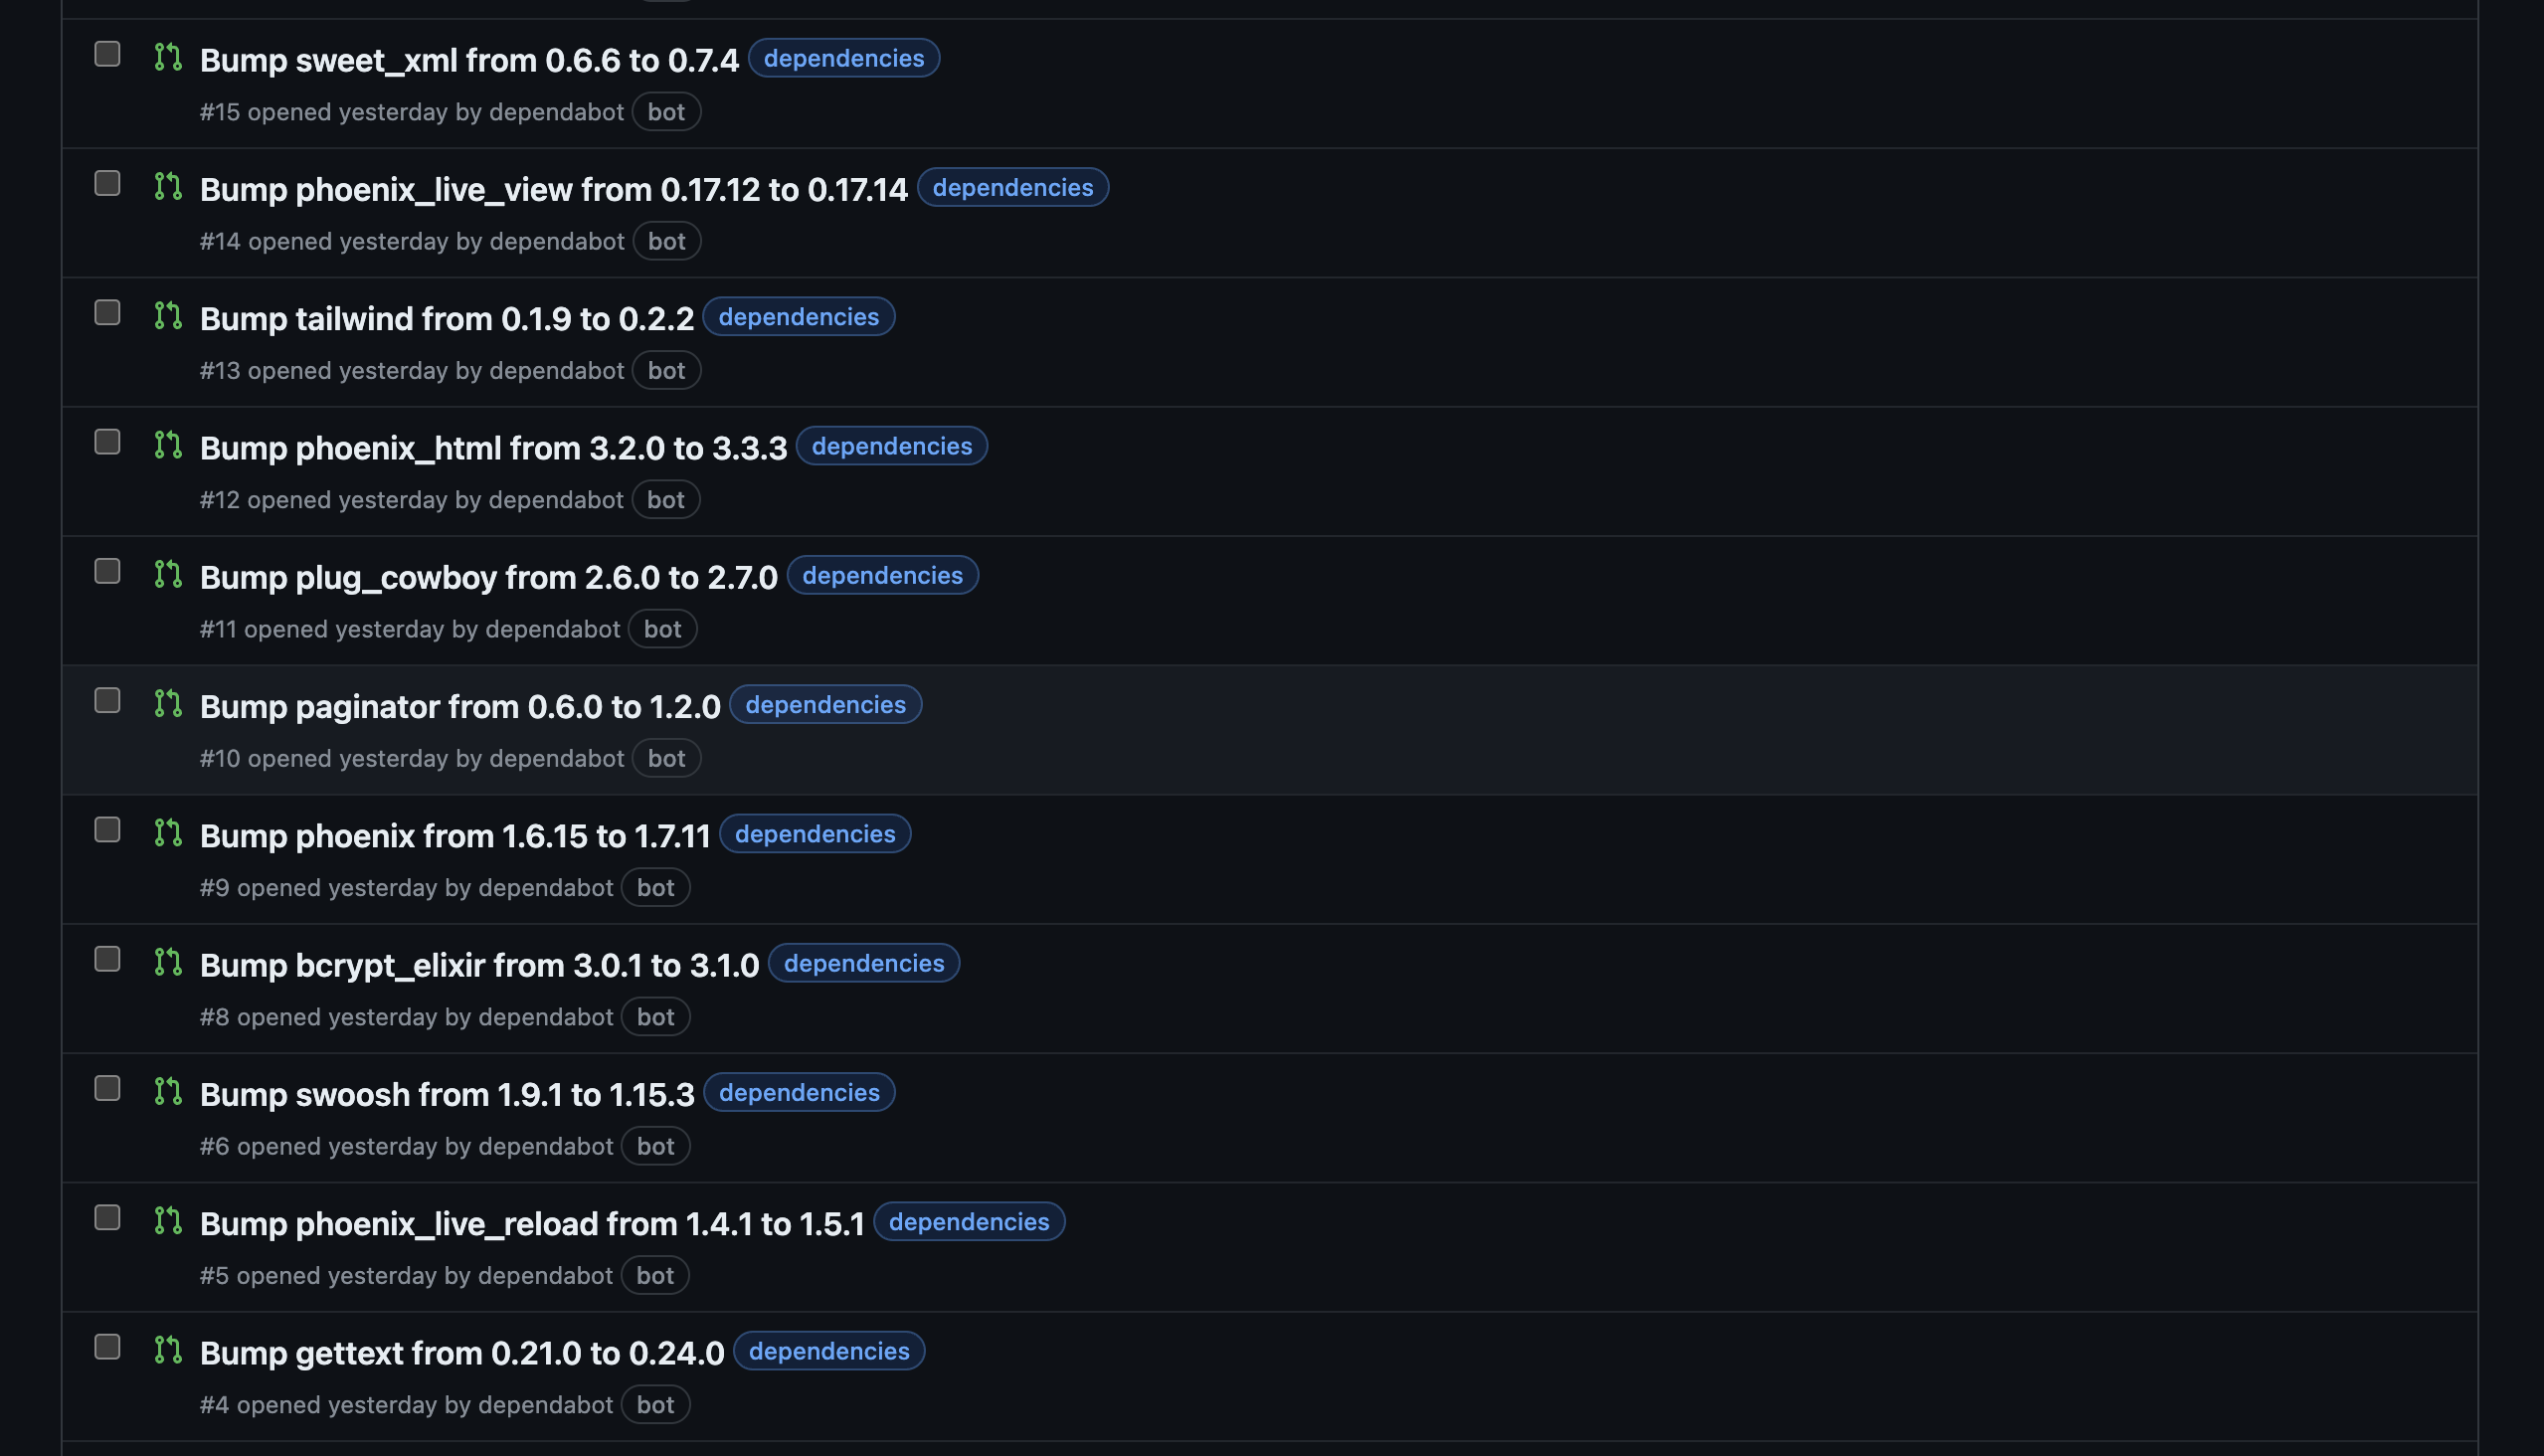 Bump sweet_xml from 0.6.6 to 0.7.4 dependencies
#15 opened yesterday by dependabot bot
Bump phoenix_live_view from 0.17.12 to 0.17.14 dependencies
#14 opened yesterday by dependabot bot
Bump tailwind from 0.1.9 to 0.2.2 dependencies
#13 opened yesterday by dependabot bot
Bump phoenix_html from 3.2.0 to 3.3.3 dependencies
#12 opened yesterday by dependabot bot
Bump plug_cowboy from 2.6.0 to 2.7.0 dependencies
#11 opened yesterday by dependabot bot
Bump paginator from 0.6.0 to 1.2.0 dependencies
#10 opened yesterday by dependabot bot
Bump phoenix from 1.6.15 to 1.7.11 dependencies
#9 opened yesterday by dependabot bot
Bump bcrypt_elixir from 3.0.1 to 3.1.0 dependencies
#8 opened yesterday by dependabot bot
Bump swoosh from 1.9.1 to 1.15.3 dependencies
#6 opened yesterday by dependabot bot
Bump phoenix_live_reload from 1.4.1 to 1.5.1 dependencies
#5 opened yesterday by dependabot bot
Bump gettext from 0.21.0 to 0.24.0 dependencies
#4 opened yesterday by dependabot bot